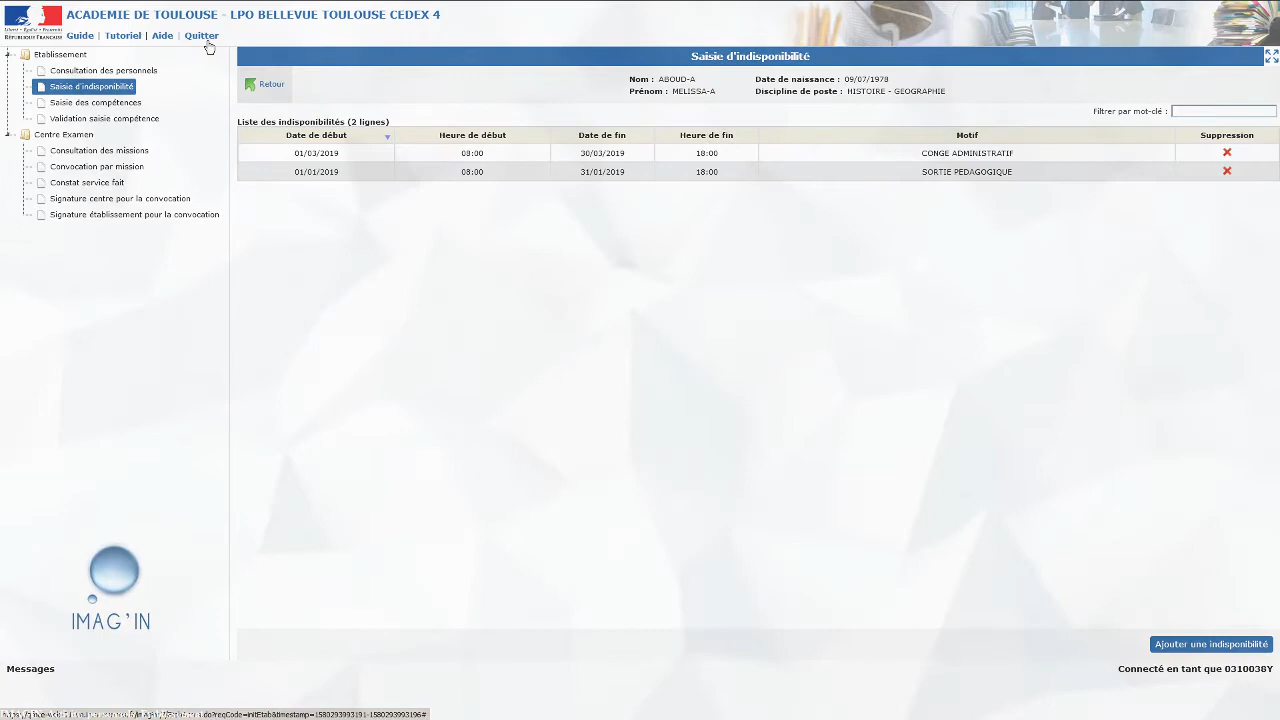 ACADEMIE DE TOULOUSE - LPO BELLEVUE TOULOUSE CEDEX 4
Liberté • Égalité • Fraternité
RÉPUBLIQUE FRANÇAISE
Guide | Tutoriel | Aide | Quitter
Etablissement
Consultation des personnels
Saisie d'indisponibilité
Saisie des compétences
Validation saisie compétence
Centre Examen
Consultation des missions
Convocation par mission
Constat service fait
Signature centre pour la convocation
Signature établissement pour la convocation
IMAG'IN
Saisie d'indisponibilité
Retour
Nom : ABOUD-A Date de naissance : 09/07/1978
Prénom : MELISSA-A Discipline de poste : HISTOIRE - GEOGRAPHIE
Filtrer par mot-clé :
Liste des indisponibilités (2 lignes)
Date de début Heure de début Date de fin Heure de fin Motif Suppression
01/03/2019 08:00 30/03/2019 18:00 CONGE ADMINISTRATIF
01/01/2019 08:00 31/01/2019 18:00 SORTIE PEDAGOGIQUE
Ajouter une indisponibilité
Messages Connecté en tant que 0310038Y